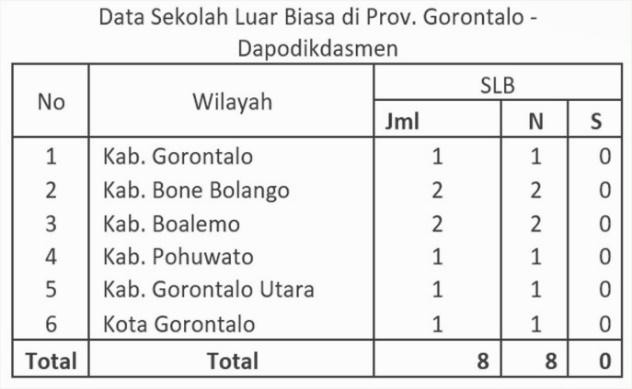 Data Sekolah Luar Biasa di Prov. Gorontalo -
Dapodikdasmen
No Wilayah SLB
Jml N S
1 Kab. Gorontalo 1 1 0
2 Kab. Bone Bolango 2 2 0
3 Kab. Boalemo 2 2 0
4 Kab. Pohuwato 1 1 0
5 Kab. Gorontalo Utara 1 1 0
6 Kota Gorontalo 1 1 0
Total Total 8 8 0